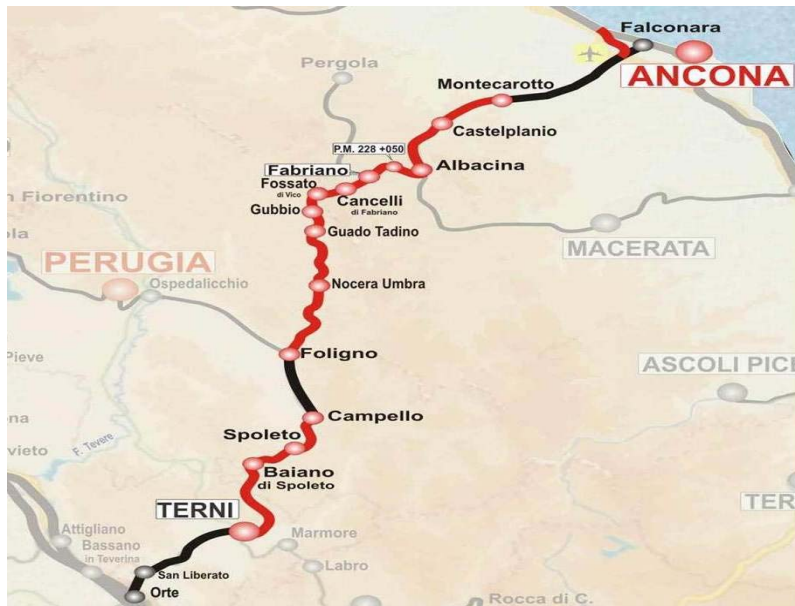 Falconara
ANCONA
Pergola
Montecarotto
Castelplanio
P.M. 228 +050
Albacina
Fabriano
Fossato
di Vico
Cancelli
di Fabriano
Gubbio
Guado Tadino
n Fiorentino
ola
MACERATA
PERUGIA
Ospedalicchio
Nocera Umbra
Pieve
Foligno
ASCOLI PICE
Campello
ona
Spoleto
vieto
F. Tevere
Baiano
di Spoleto
TERNI
TER
Attigliano
Marmore
Bassano
in Teverina
Labro
San Liberato
Orte
Rocca di C.